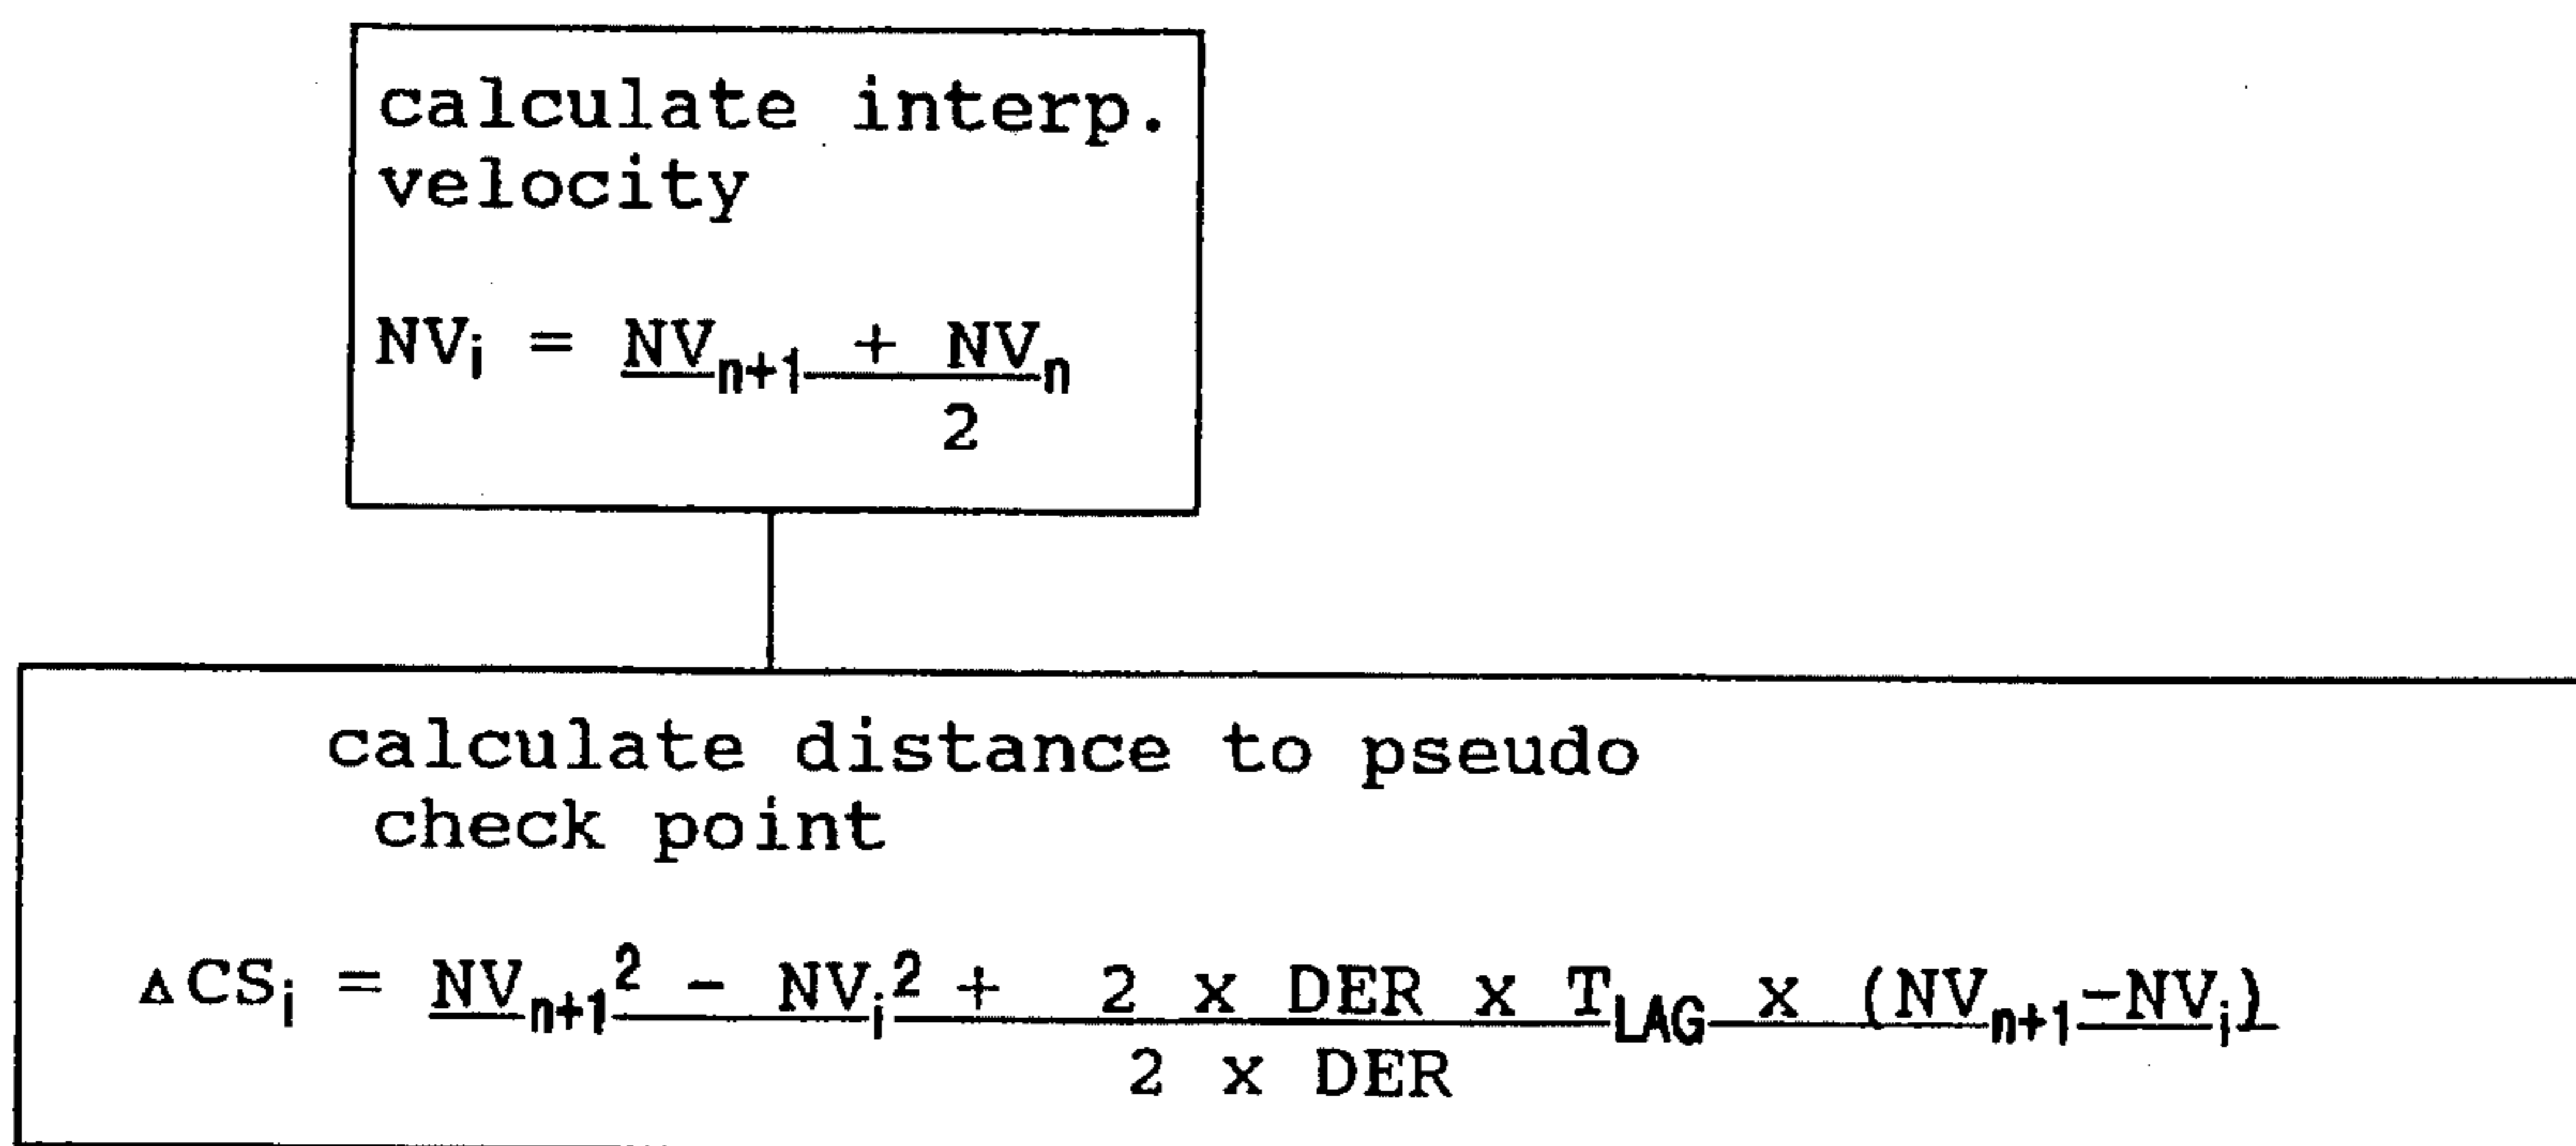 calculate interp.
velocity
NVi = NVn+1 + NVn
2
calculate distance to pseudo
check point
ΔCSi = NVn+1² - NVi² + 2 x DER x TLAG x (NVn+1-NVi)
2 x DER